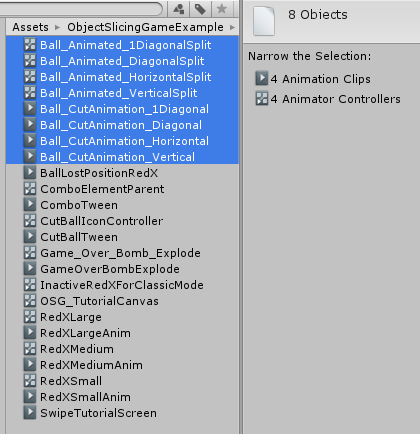 Assets ▸ ObjectSlicingGameExample ▸
Ball_Animated_1DiagonalSplit
Ball_Animated_DiagonalSplit
Ball_Animated_HorizontalSplit
Ball_Animated_VerticalSplit
Ball_CutAnimation_1Diagonal
Ball_CutAnimation_Diagonal
Ball_CutAnimation_Horizontal
Ball_CutAnimation_Vertical
BallLostPositionRedX
ComboElementParent
ComboTween
CutBallIconController
CutBallTween
Game_Over_Bomb_Explode
GameOverBombExplode
InactiveRedXForClassicMode
OSG_TutorialCanvas
RedXLarge
RedXLargeAnim
RedXMedium
RedXMediumAnim
RedXSmall
RedXSmallAnim
SwipeTutorialScreen
8 Objects
Narrow the Selection:
4 Animation Clips
4 Animator Controllers